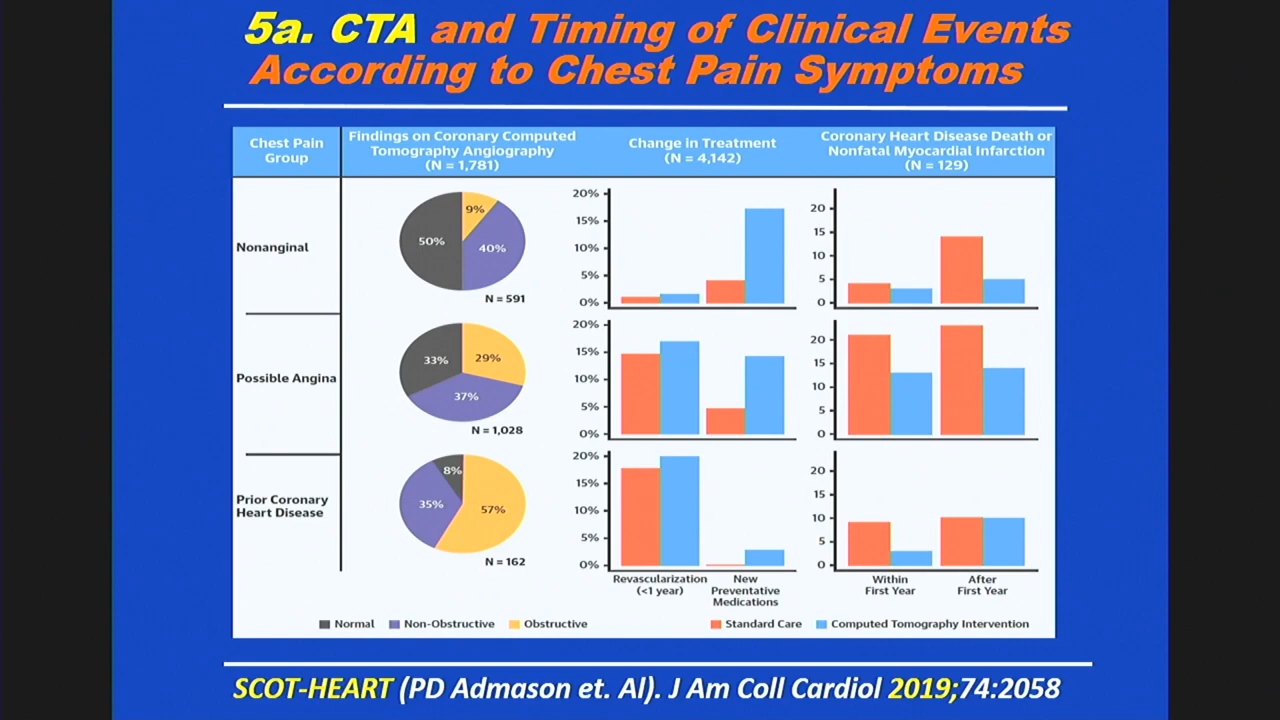 5a. CTA and Timing of Clinical Events
According to Chest Pain Symptoms
Chest Pain
Group
Findings on Coronary Computed
Tomography Angiography
(N = 1,781)
Change in Treatment
(N = 4,142)
Coronary Heart Disease Death or
Nonfatal Myocardial Infarction
(N = 129)
Nonanginal
50%
9%
40%
N = 591
20%
15%
10%
5%
0%
20
15
10
5
0
Possible Angina
33%
29%
37%
N = 1,028
20%
15%
10%
5%
0%
20
15
10
5
0
Prior Coronary
Heart Disease
8%
35%
57%
N = 162
20%
15%
10%
5%
0%
20
15
10
5
0
Revascularization
(<1 year)
New
Preventative
Medications
Within
First Year
After
First Year
Normal
Non-Obstructive
Obstructive
Standard Care
Computed Tomography Intervention
SCOT-HEART (PD Admason et. Al). J Am Coll Cardiol 2019;74:2058